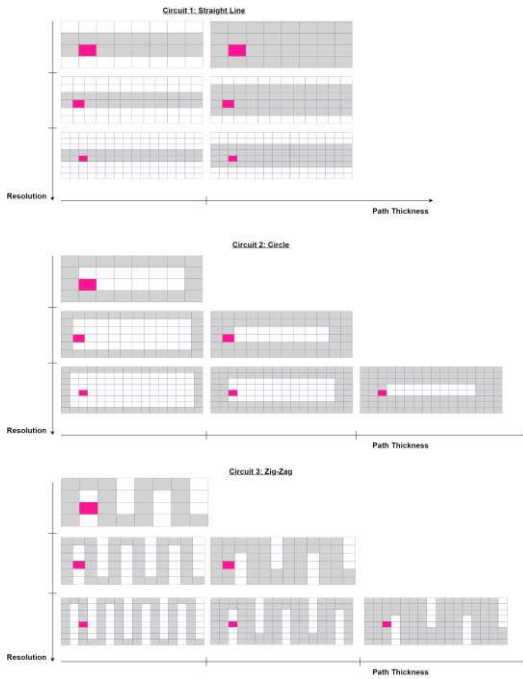 Circuit 1: Straight Line
Resolution
Path Thickness
Circuit 2: Circle
Resolution
Path Thickness
Circuit 3: Zig-Zag
Resolution
Path Thickness